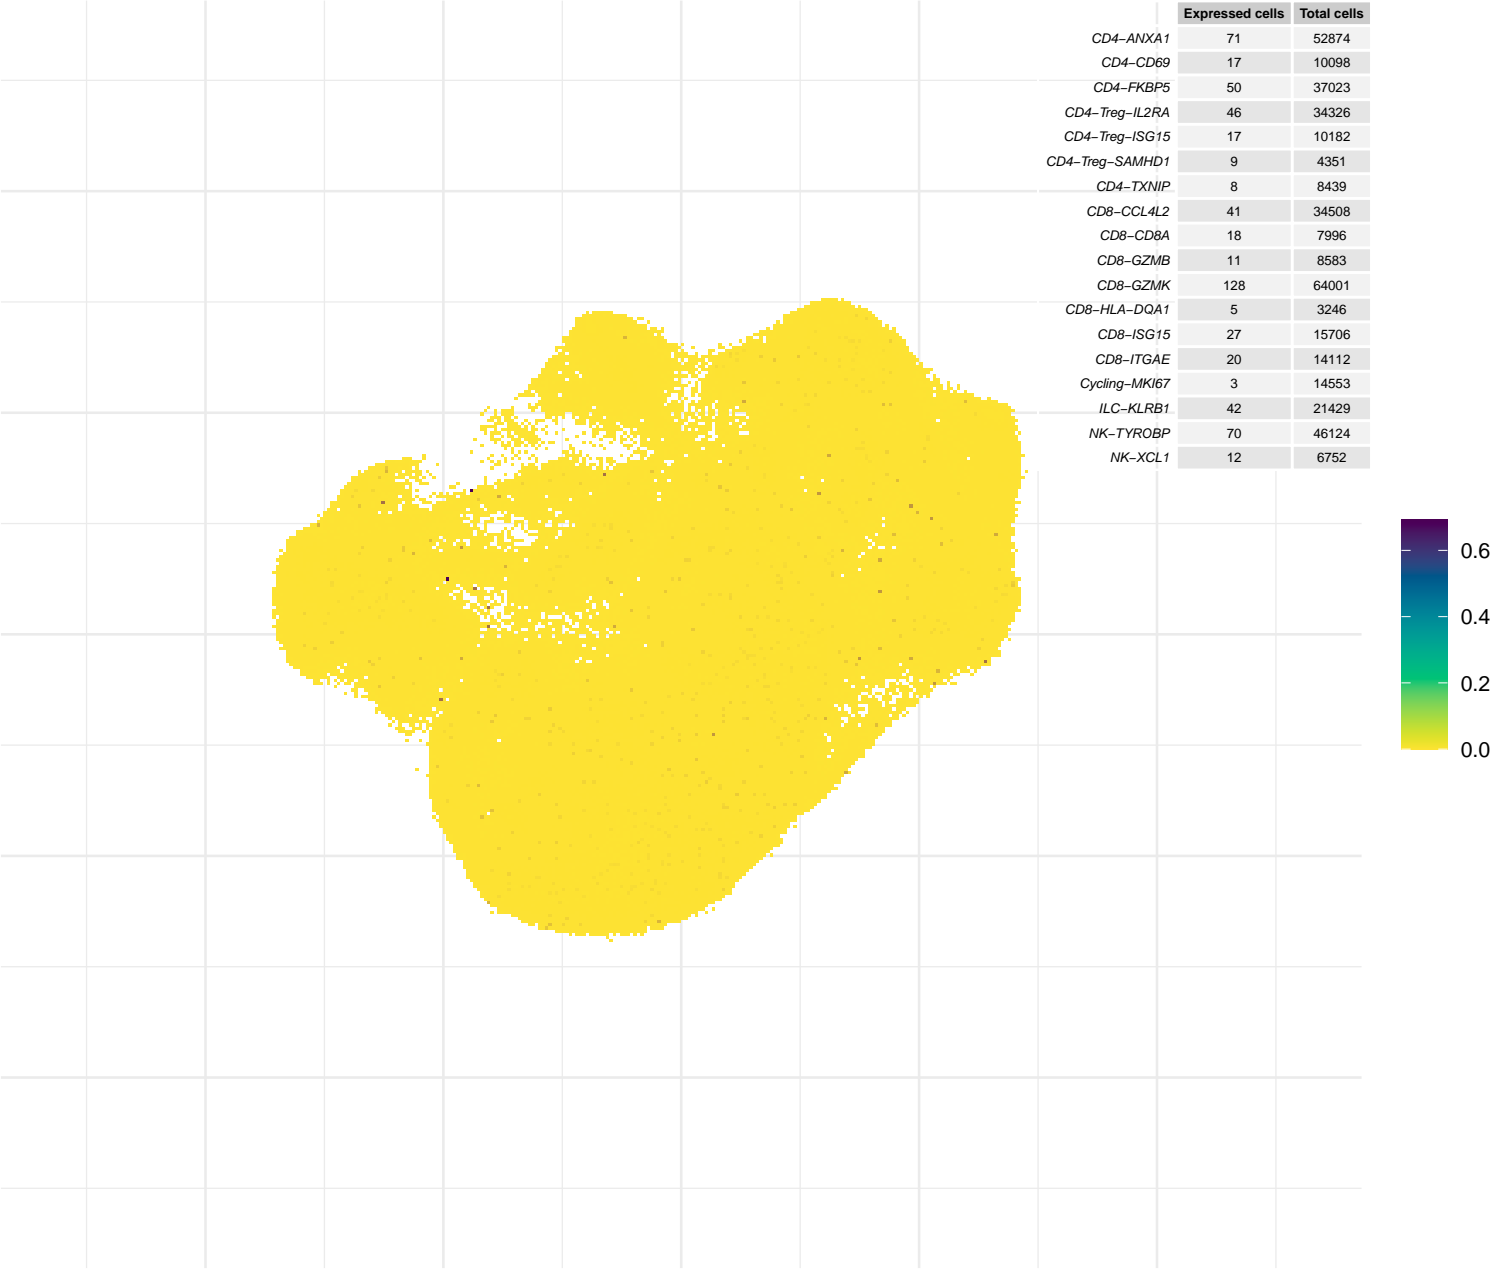 Expressed cells Total cells
CD4−ANXA1 71 52874
CD4−CD69 17 10098
CD4−FKBP5 50 37023
CD4−Treg−IL2RA 46 34326
CD4−Treg−ISG15 17 10182
CD4−Treg−SAMHD1 9 4351
CD4−TXNIP 8 8439
CD8−CCL4L2 41 34508
CD8−CD8A 18 7996
CD8−GZMB 11 8583
CD8−GZMK 128 64001
CD8−HLA−DQA1 5 3246
CD8−ISG15 27 15706
CD8−ITGAE 20 14112
Cycling−MKI67 3 14553
ILC−KLRB1 42 21429
NK−TYROBP 70 46124
NK−XCL1 12 6752
0.6
0.4
0.2
0.0